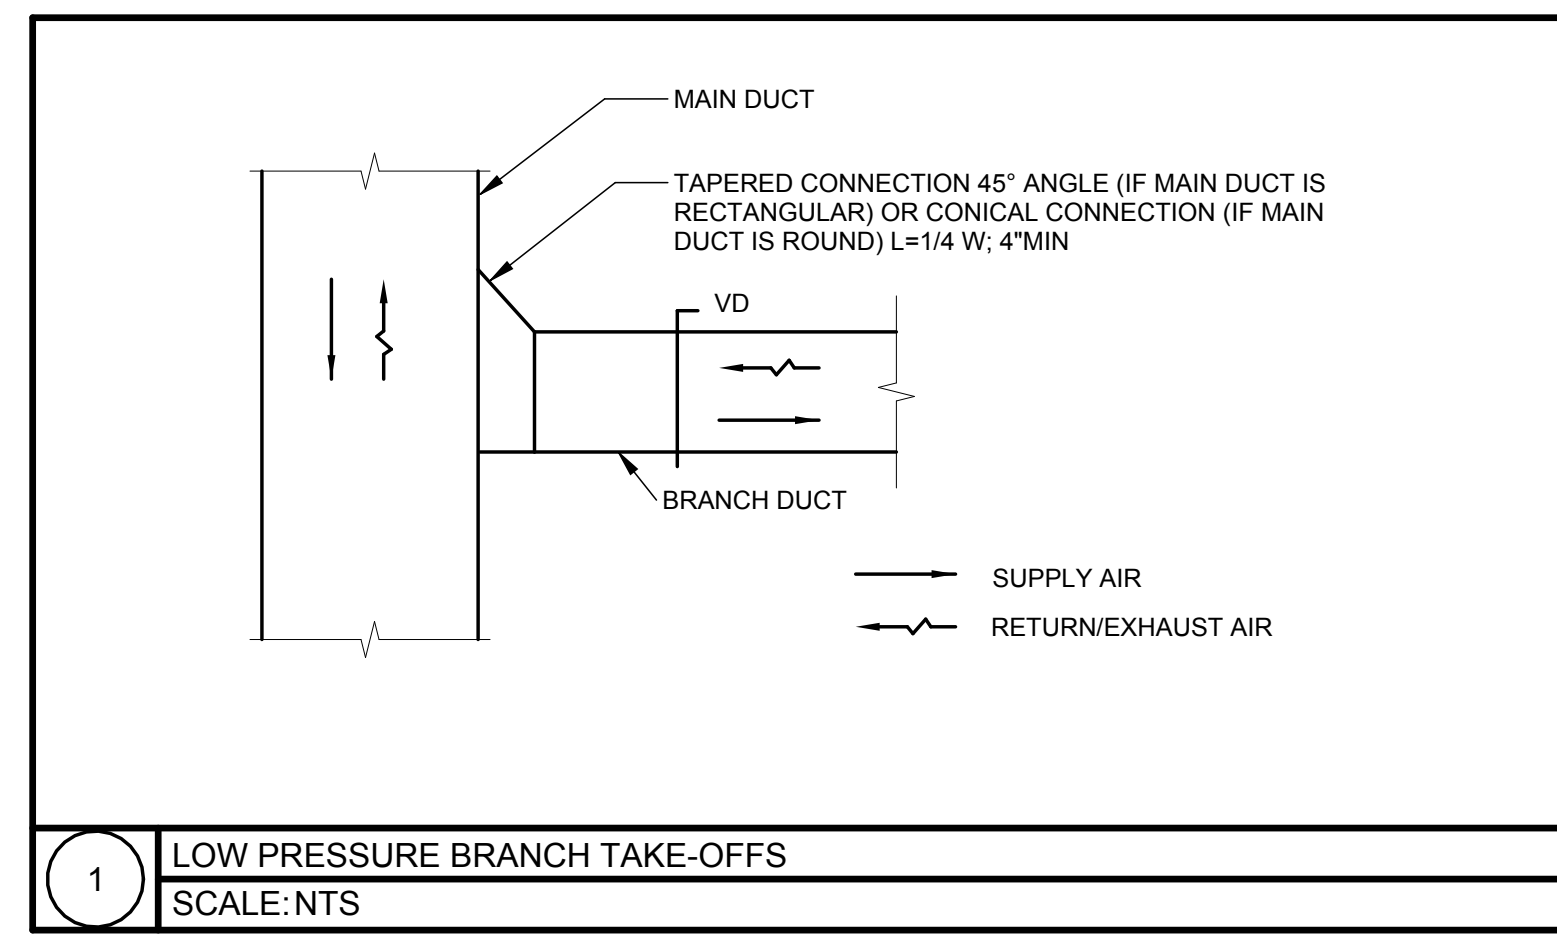 MAIN DUCT
TAPERED CONNECTION 45° ANGLE (IF MAIN DUCT IS
RECTANGULAR) OR CONICAL CONNECTION (IF MAIN
DUCT IS ROUND) L=1/4 W; 4"MIN
VD
BRANCH DUCT
SUPPLY AIR
RETURN/EXHAUST AIR
1
LOW PRESSURE BRANCH TAKE-OFFS
SCALE: NTS